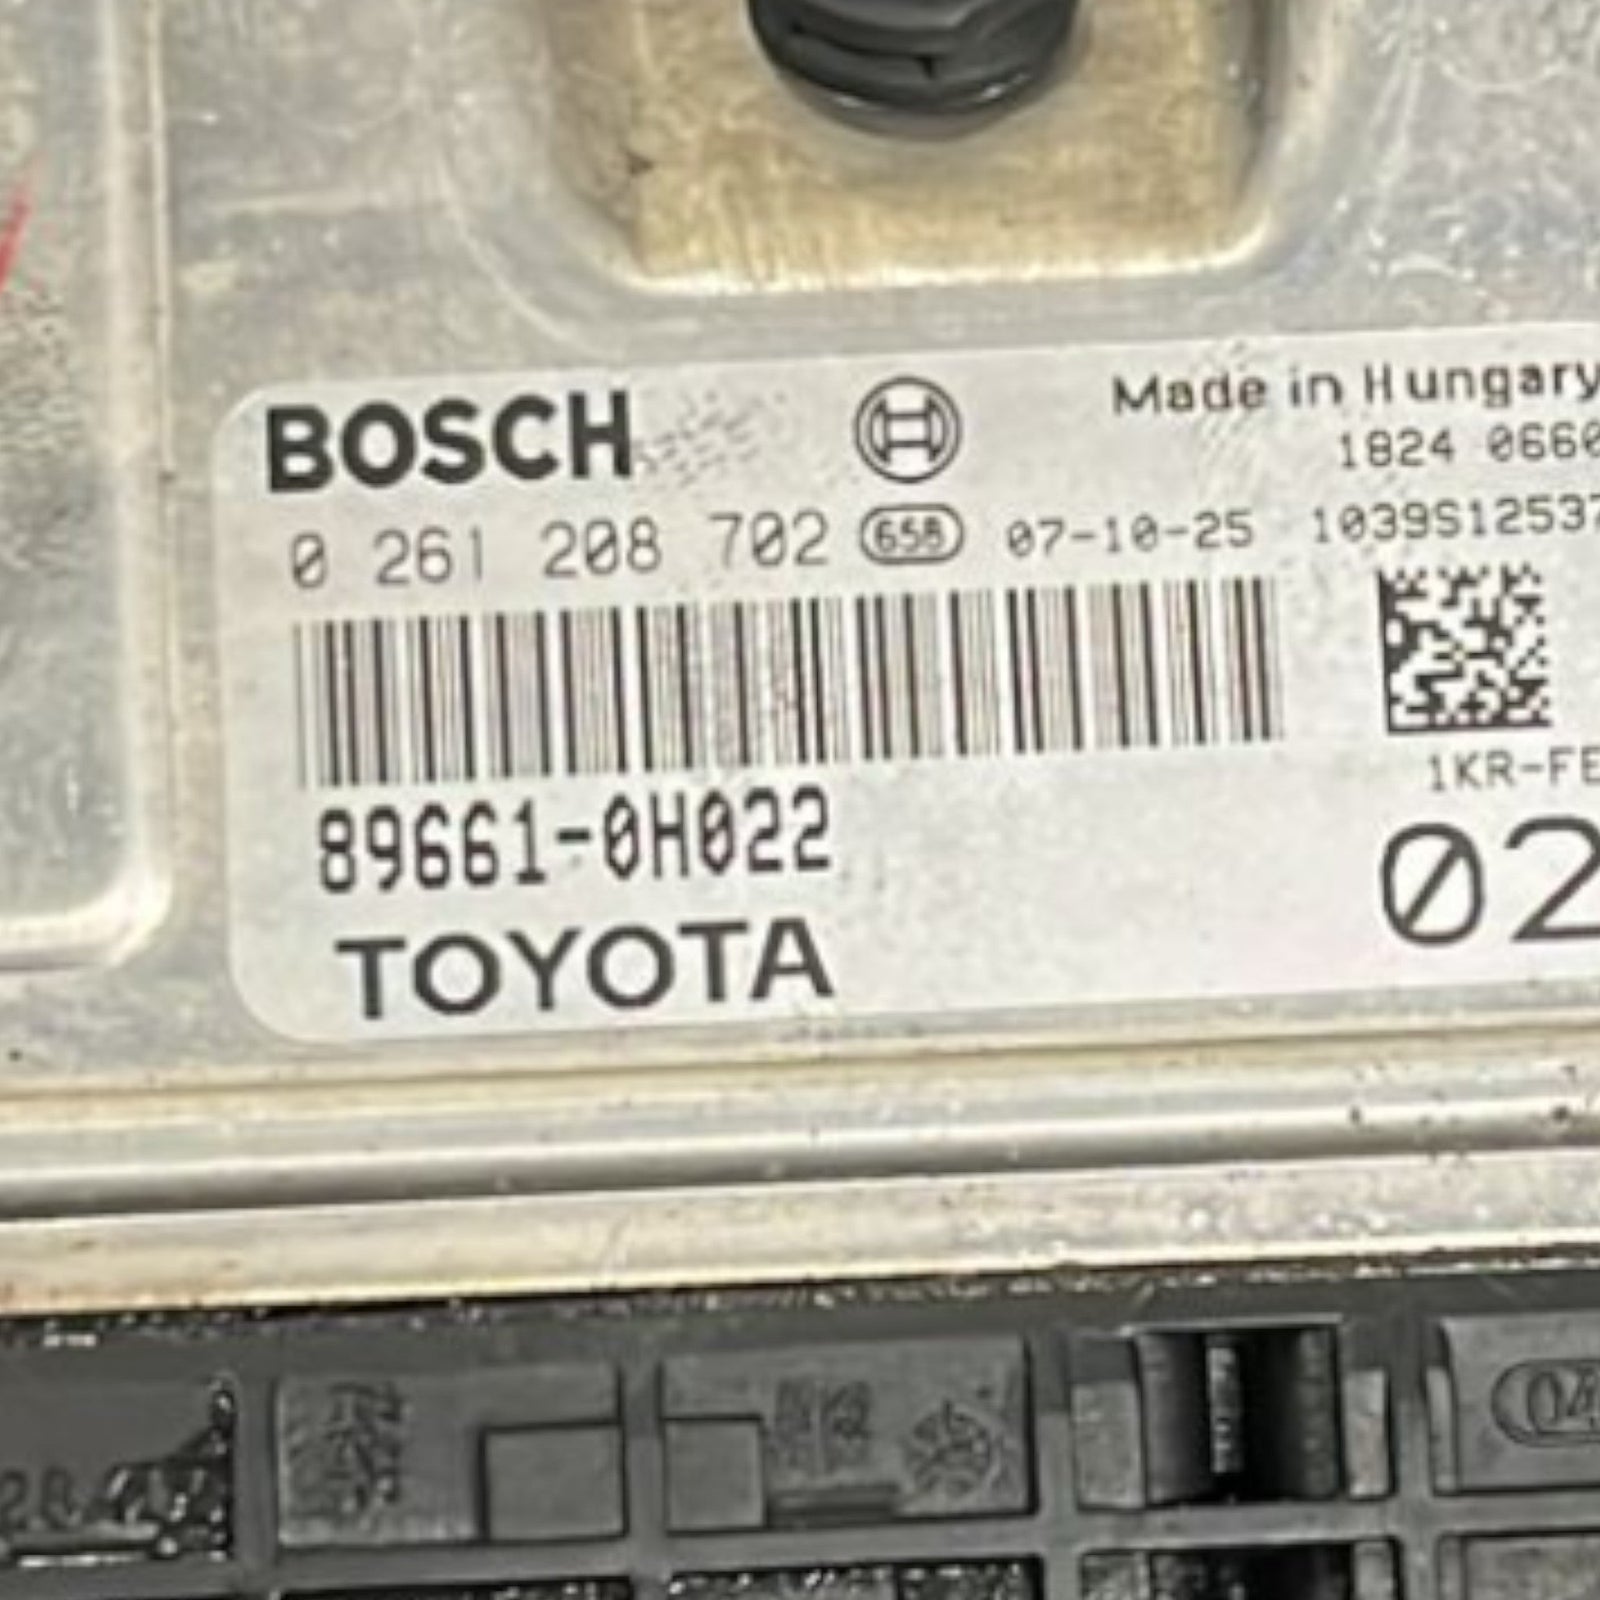 BOSCH
Made in Hungary
1824 0660
0 261 208 702 658 07-10-25 1039S12537
1KR-FE
89661-0H022
02
TOYOTA